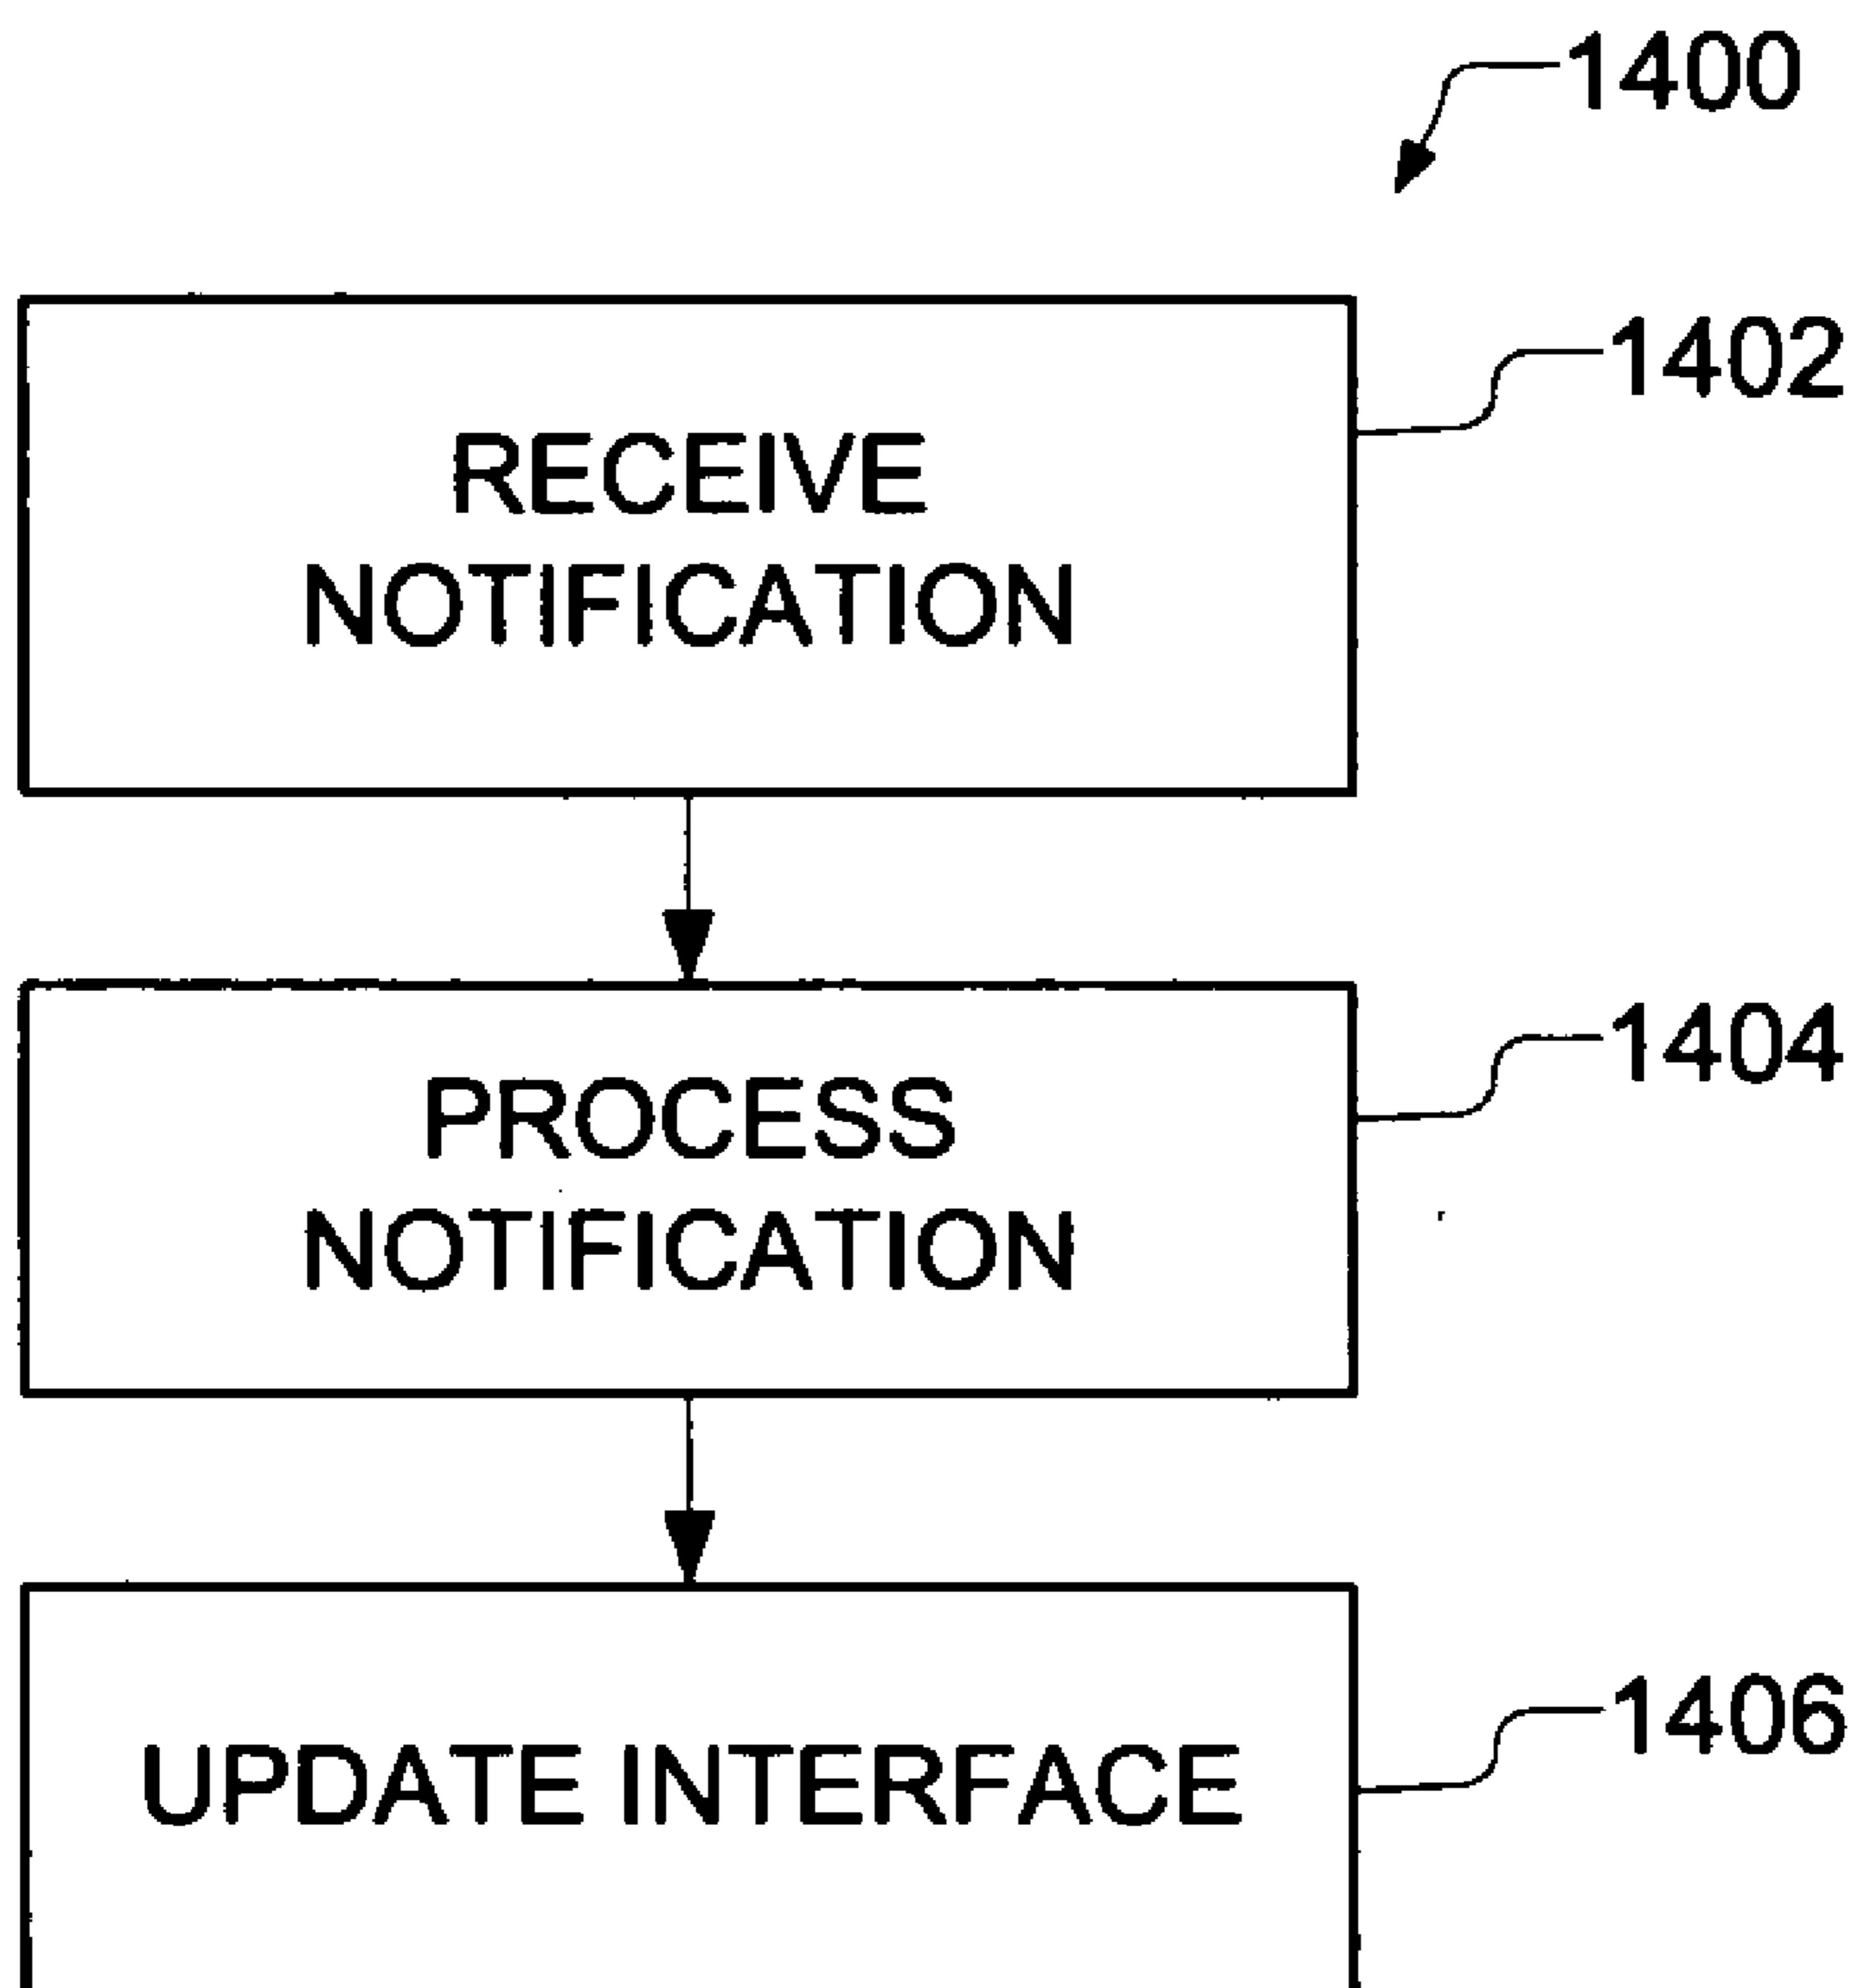 1400
1402
RECEIVE
NOTIFICATION
1404
PROCESS
NOTIFICATION
1406
UPDATE INTERFACE